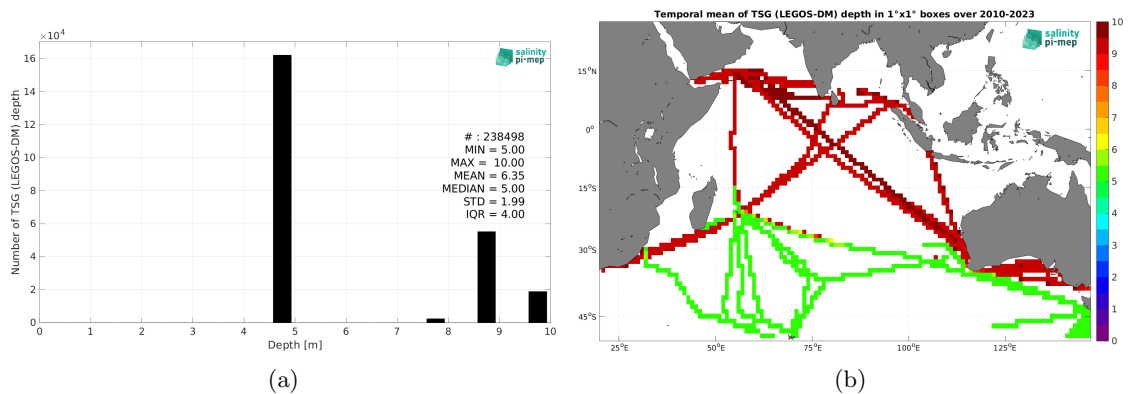 ×10⁴
16
14
12
10
8
6
4
2
0
Number of TSG (LEGOS-DM) depth
salinity
pi-mep
# : 238498
MIN = 5.00
MAX = 10.00
MEAN = 6.35
MEDIAN = 5.00
STD = 1.99
IQR = 4.00
0 1 2 3 4 5 6 7 8 9 10
Depth [m]
(a)
Temporal mean of TSG (LEGOS-DM) depth in 1°x1° boxes over 2010-2023
salinity
pi-mep
15°N
0°
15°S
30°S
45°S
25°E 50°E 75°E 100°E 125°E
10
9
8
7
6
5
4
3
2
1
0
(b)